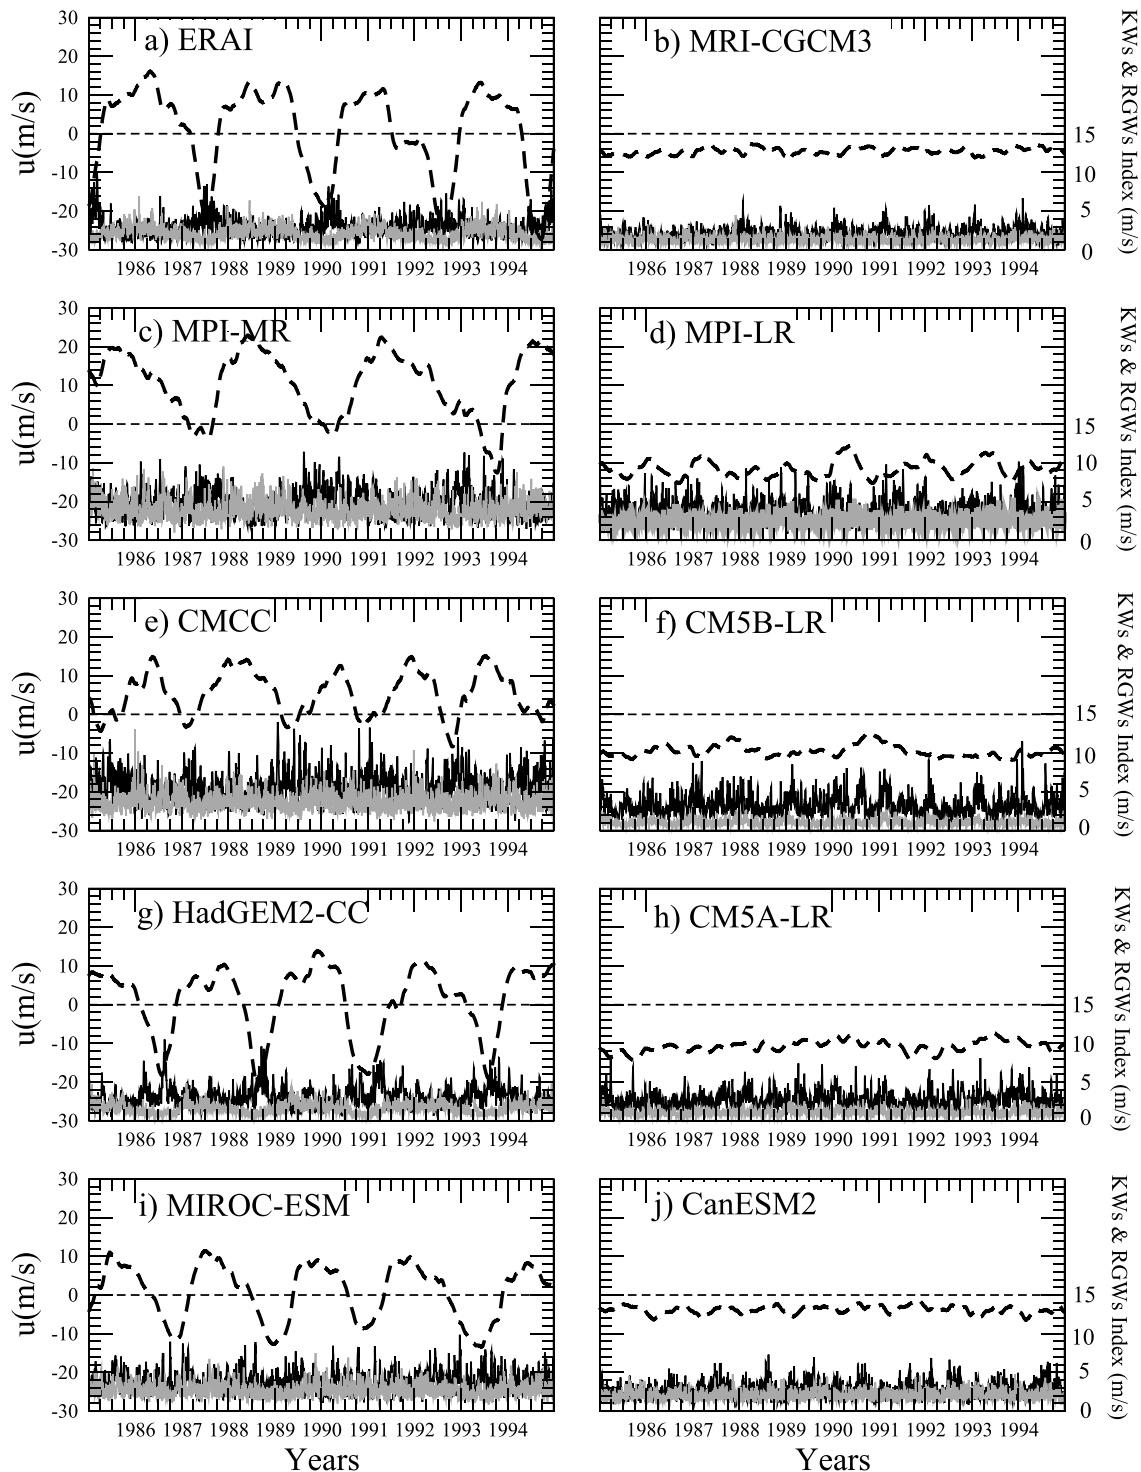 a) ERAI
30
20
10
0
-10
-20
-30
u(m/s)
1986 1987 1988 1989 1990 1991 1992 1993 1994
b) MRI-CGCM3
15
10
5
0
KWs & RGWs Index (m/s)
1986 1987 1988 1989 1990 1991 1992 1993 1994
c) MPI-MR
30
20
10
0
-10
-20
-30
u(m/s)
1986 1987 1988 1989 1990 1991 1992 1993 1994
d) MPI-LR
15
10
5
0
KWs & RGWs Index (m/s)
1986 1987 1988 1989 1990 1991 1992 1993 1994
e) CMCC
30
20
10
0
-10
-20
-30
u(m/s)
1986 1987 1988 1989 1990 1991 1992 1993 1994
f) CM5B-LR
15
10
5
0
KWs & RGWs Index (m/s)
1986 1987 1988 1989 1990 1991 1992 1993 1994
g) HadGEM2-CC
30
20
10
0
-10
-20
-30
u(m/s)
1986 1987 1988 1989 1990 1991 1992 1993 1994
h) CM5A-LR
15
10
5
0
KWs & RGWs Index (m/s)
1986 1987 1988 1989 1990 1991 1992 1993 1994
i) MIROC-ESM
30
20
10
0
-10
-20
-30
u(m/s)
1986 1987 1988 1989 1990 1991 1992 1993 1994
Years
j) CanESM2
15
10
5
0
KWs & RGWs Index (m/s)
1986 1987 1988 1989 1990 1991 1992 1993 1994
Years